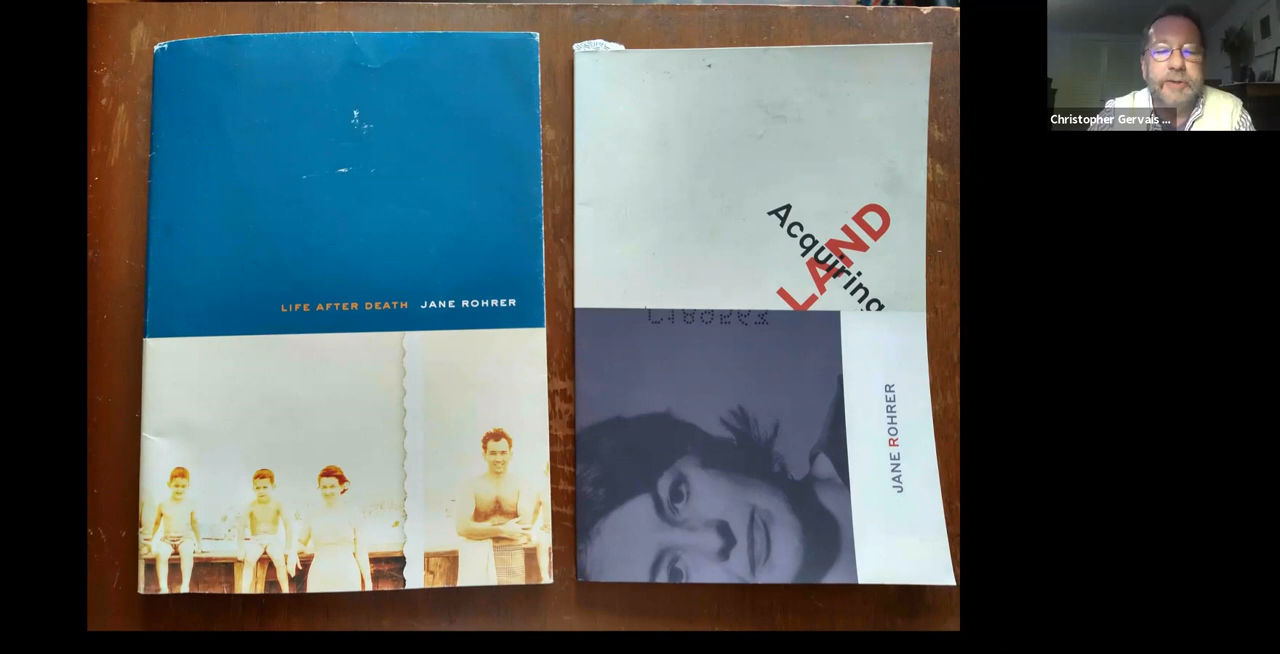 LIFE AFTER DEATH JANE ROHRER
Acquiring
LAND
JANE ROHRER
Christopher Gervais ...